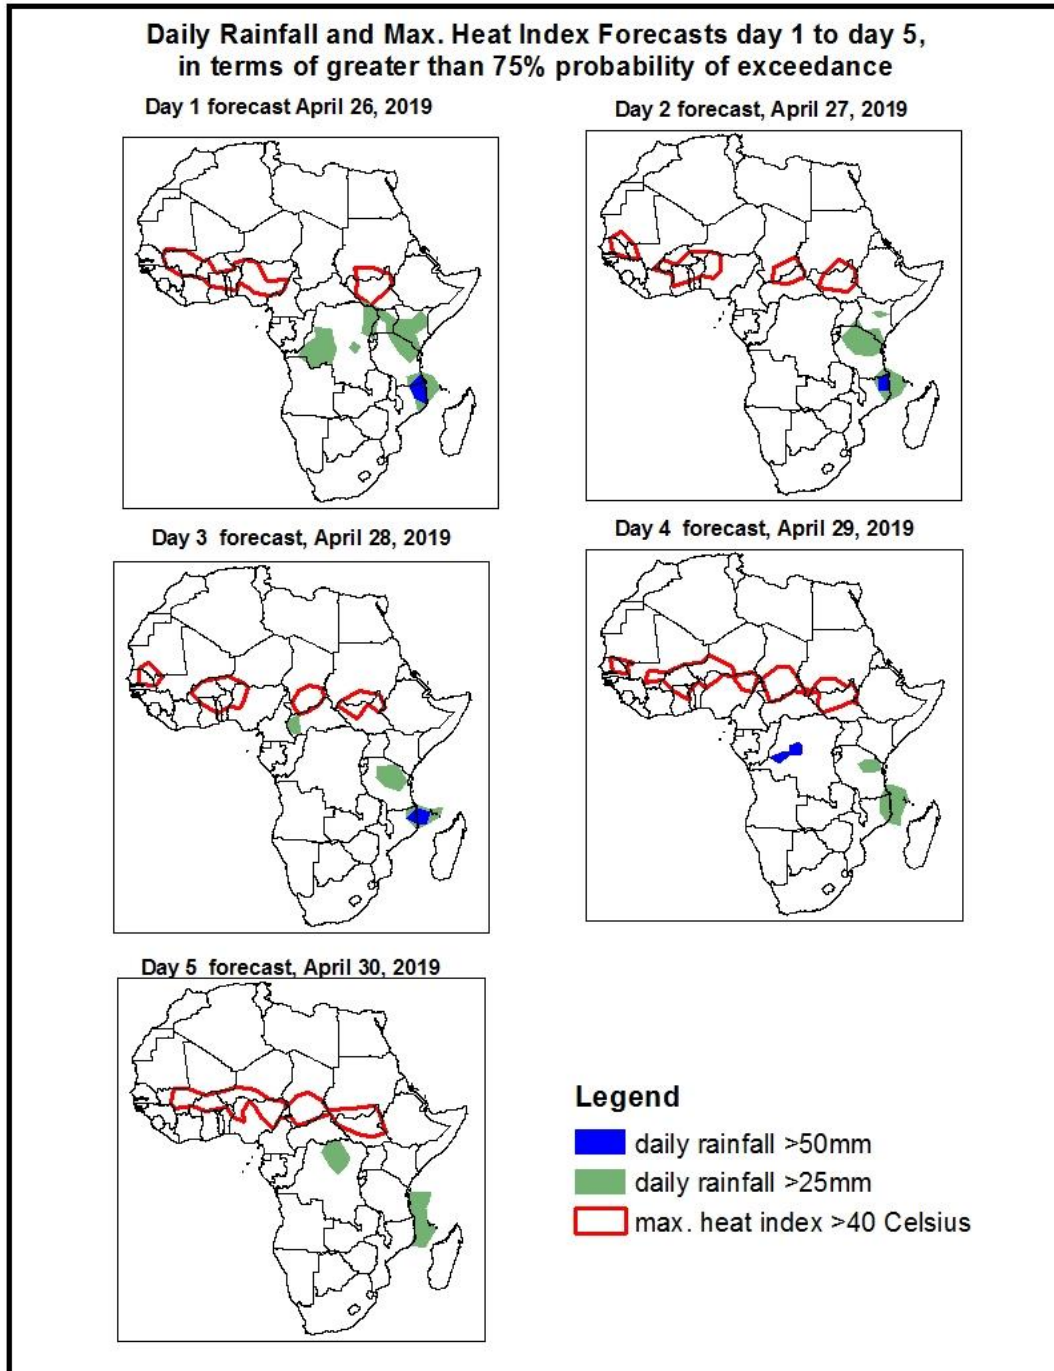 Daily Rainfall and Max. Heat Index Forecasts day 1 to day 5,
in terms of greater than 75% probability of exceedance
Day 1 forecast April 26, 2019
Day 2 forecast, April 27, 2019
Day 3 forecast, April 28, 2019
Day 4 forecast, April 29, 2019
Day 5 forecast, April 30, 2019
Legend
daily rainfall >50mm
daily rainfall >25mm
max. heat index >40 Celsius